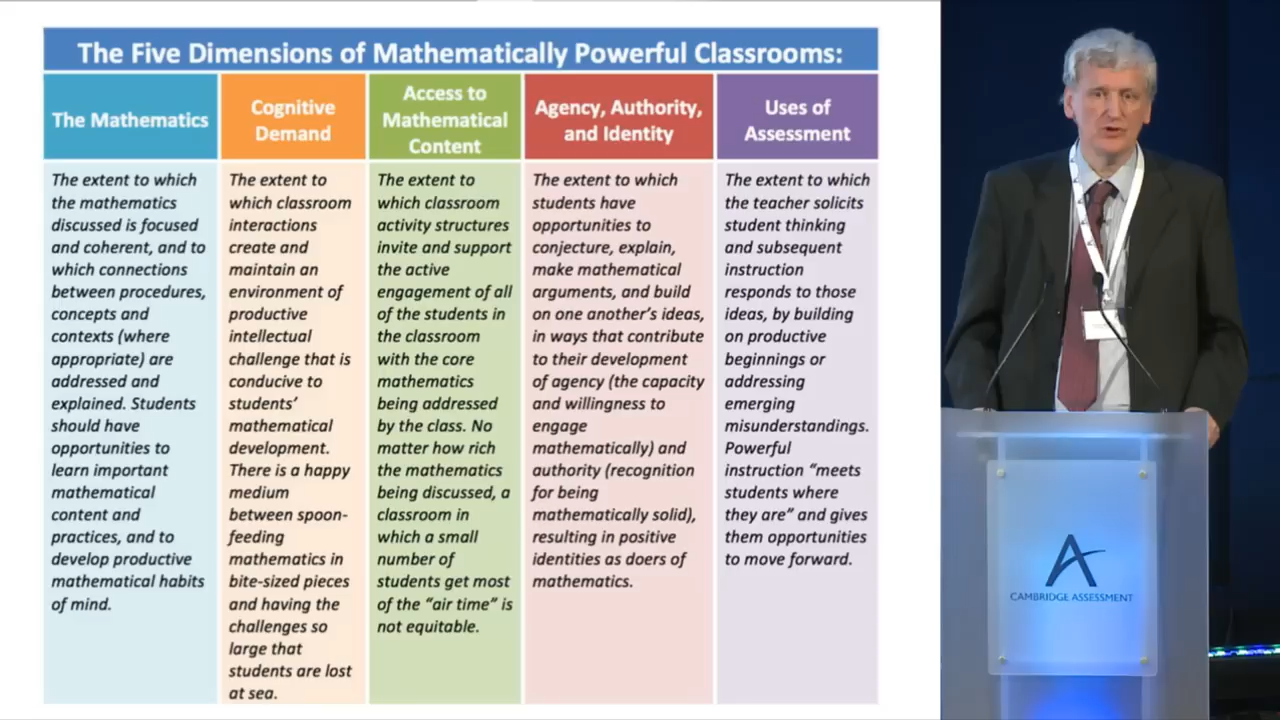 The Five Dimensions of Mathematically Powerful Classrooms:
The Mathematics
The extent to which
the mathematics
discussed is focused
and coherent, and to
which connections
between procedures,
concepts and
contexts (where
appropriate) are
addressed and
explained. Students
should have
opportunities to
learn important
mathematical
content and
practices, and to
develop productive
mathematical habits
of mind.
Cognitive
Demand
The extent to
which classroom
interactions
create and
maintain an
environment of
productive
intellectual
challenge that is
conducive to
students’
mathematical
development.
There is a happy
medium
between spoon-
feeding
mathematics in
bite-sized pieces
and having the
challenges so
large that
students are lost
at sea.
Access to
Mathematical
Content
The extent to
which classroom
activity structures
invite and support
the active
engagement of all
of the students in
the classroom
with the core
mathematics
being addressed
by the class. No
matter how rich
the mathematics
being discussed, a
classroom in
which a small
number of
students get most
of the “air time” is
not equitable.
Agency, Authority,
and Identity
The extent to which
students have
opportunities to
conjecture, explain,
make mathematical
arguments, and build
on one another’s ideas,
in ways that contribute
to their development
of agency (the capacity
and willingness to
engage
mathematically) and
authority (recognition
for being
mathematically solid),
resulting in positive
identities as doers of
mathematics.
Uses of
Assessment
The extent to which
the teacher solicits
student thinking
and subsequent
instruction
responds to those
ideas, by building
on productive
beginnings or
addressing
emerging
misunderstandings.
Powerful
instruction “meets
students where
they are” and gives
them opportunities
to move forward.
CAMBRIDGE ASSESSMENT